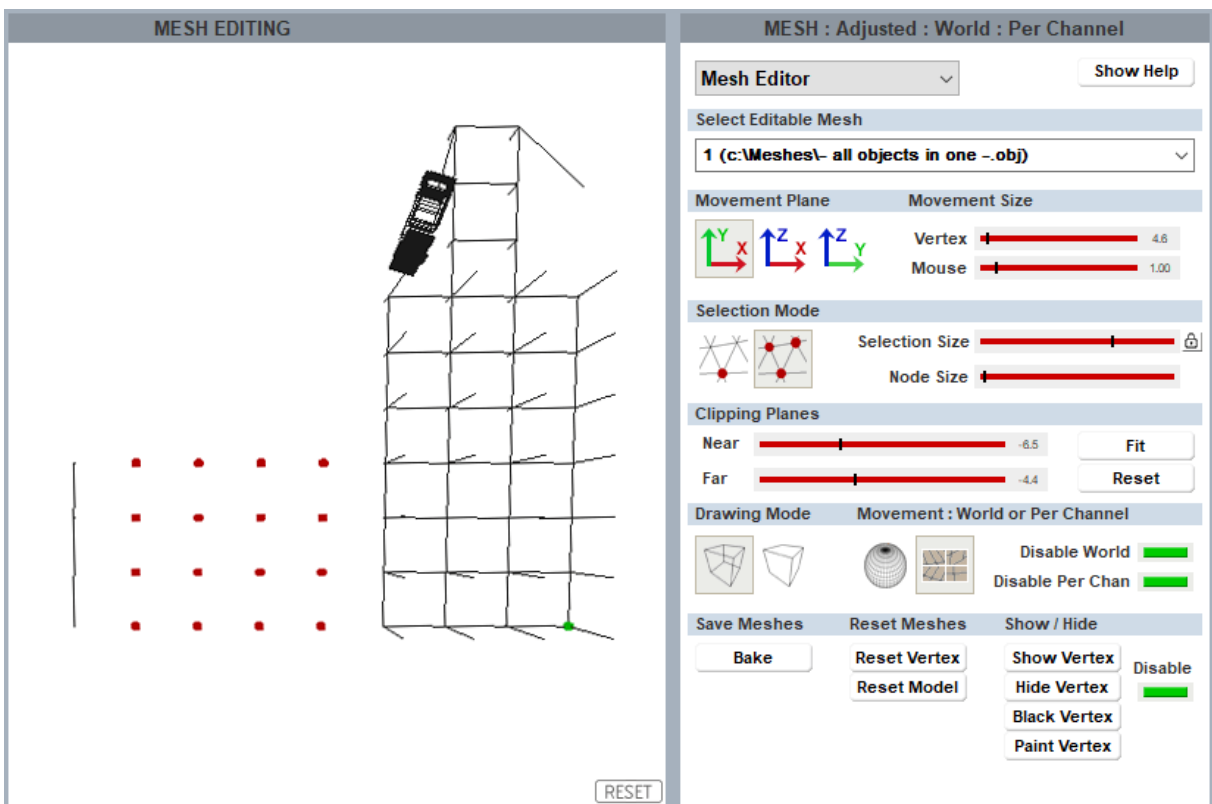 MESH EDITING
MESH : Adjusted : World : Per Channel
Mesh Editor
Show Help
Select Editable Mesh
1 (c:\Meshes\- all objects in one -.obj)
Movement Plane
Movement Size
Y X Z X Z Y
Vertex 4.6
Mouse 1.00
Selection Mode
Selection Size
Node Size
Clipping Planes
Near -6.5
Fit
Far -4.4
Reset
Drawing Mode
Movement : World or Per Channel
Disable World
Disable Per Chan
Save Meshes
Reset Meshes
Show / Hide
Bake
Reset Vertex
Show Vertex
Disable
Reset Model
Hide Vertex
Black Vertex
Paint Vertex
RESET